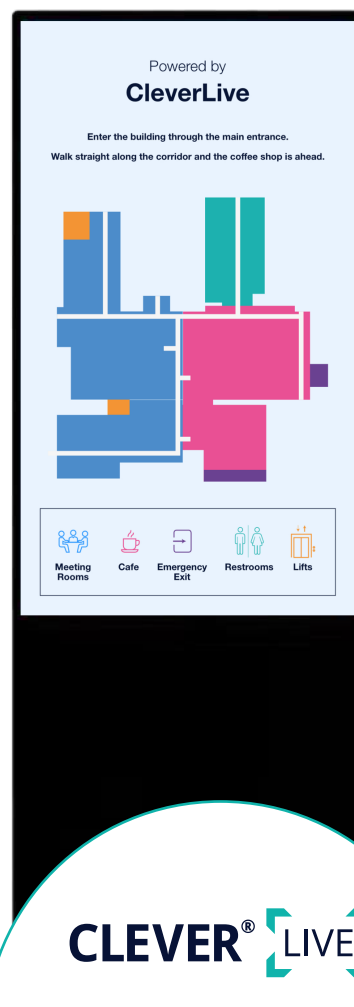 Powered by
CleverLive
Enter the building through the main entrance.
Walk straight along the corridor and the coffee shop is ahead.
Meeting
Rooms
Cafe
Emergency
Exit
Restrooms
Lifts
CLEVER® LIVE